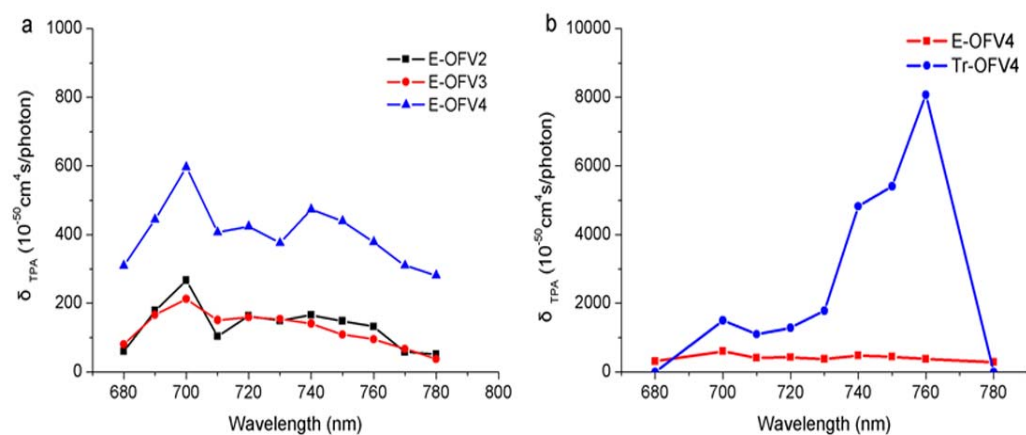 a
1000
800
600
400
200
0
δ TPA (10⁻⁵⁰cm⁴s/photon)
E-OFV2
E-OFV3
E-OFV4
680 700 720 740 760 780 800
Wavelength (nm)
b
10000
8000
6000
4000
2000
0
δ TPA (10⁻⁵⁰cm⁴s/photon)
E-OFV4
Tr-OFV4
680 700 720 740 760 780
Wavelength (nm)